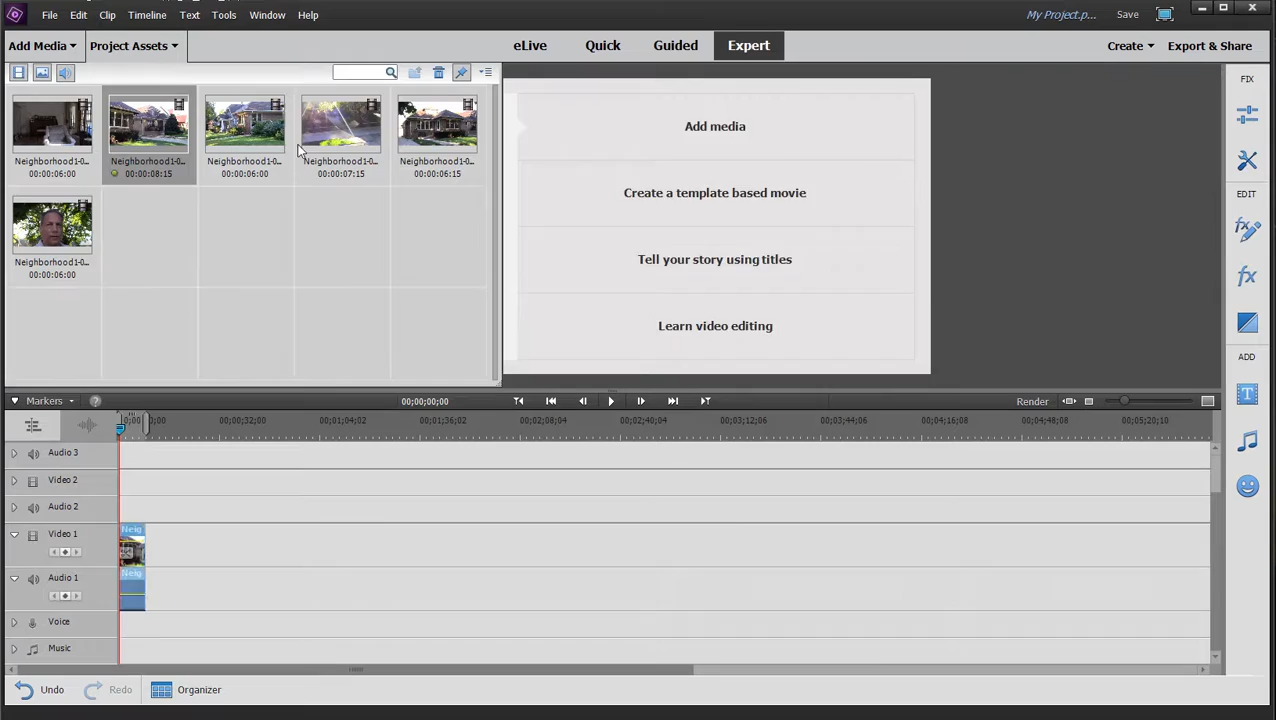 File Edit Clip Timeline Text Tools Window Help My Project.p... Save
Add Media Project Assets eLive Quick Guided Expert Create Export & Share
FIX
Neighborhood1-0... Neighborhood1-0... Neighborhood1-0... Neighborhood1-0... Neighborhood1-0...
00:00:06:00 00:00:08:15 00:00:06:00 00:00:07:15 00:00:06:15
Neighborhood1-0...
00:00:06:00
Add media
Create a template based movie
Tell your story using titles
Learn video editing
EDIT
ADD
Markers 00;00;00;00 Render
00;00;32;00 00;01;04;02 00;01;36;02 00;02;08;04 00;02;40;04 00;03;12;06 00;03;44;06 00;04;16;08 00;04;48;08 00;05;20;10
Audio 3
Video 2
Audio 2
Video 1 Neig
Audio 1 Neig
Voice
Music
Undo Redo Organizer